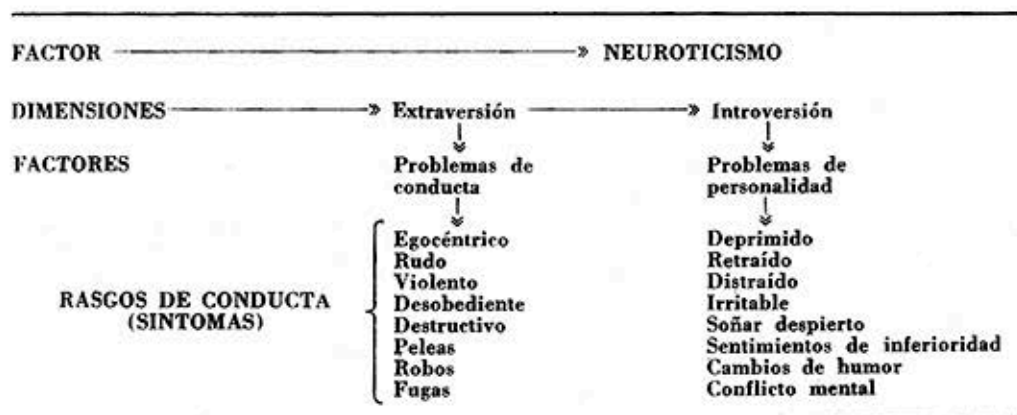 FACTOR NEUROTICISMO
DIMENSIONES Extraversión Introversión
FACTORES Problemas de conducta Problemas de personalidad
RASGOS DE CONDUCTA
(SINTOMAS)
Egocéntrico Deprimido
Rudo Retraído
Violento Distraído
Desobediente Irritable
Destructivo Soñar despierto
Peleas Sentimientos de inferioridad
Robos Cambios de humor
Fugas Conflicto mental